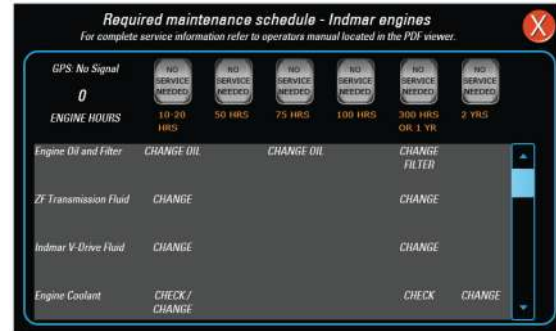 Required maintenance schedule - Indmar engines
For complete service information refer to operators manual located in the PDF viewer.
X
GPS: No Signal
0
ENGINE HOURS
NO SERVICE NEEDED
10-20 HRS
NO SERVICE NEEDED
50 HRS
NO SERVICE NEEDED
75 HRS
NO SERVICE NEEDED
100 HRS
NO SERVICE NEEDED
300 HRS OR 1 YR
NO SERVICE NEEDED
2 YRS
Engine Oil and Filter CHANGE OIL CHANGE OIL CHANGE FILTER
ZF Transmission Fluid CHANGE CHANGE
Indmar V-Drive Fluid CHANGE CHANGE
Engine Coolant CHECK / CHANGE CHECK CHANGE